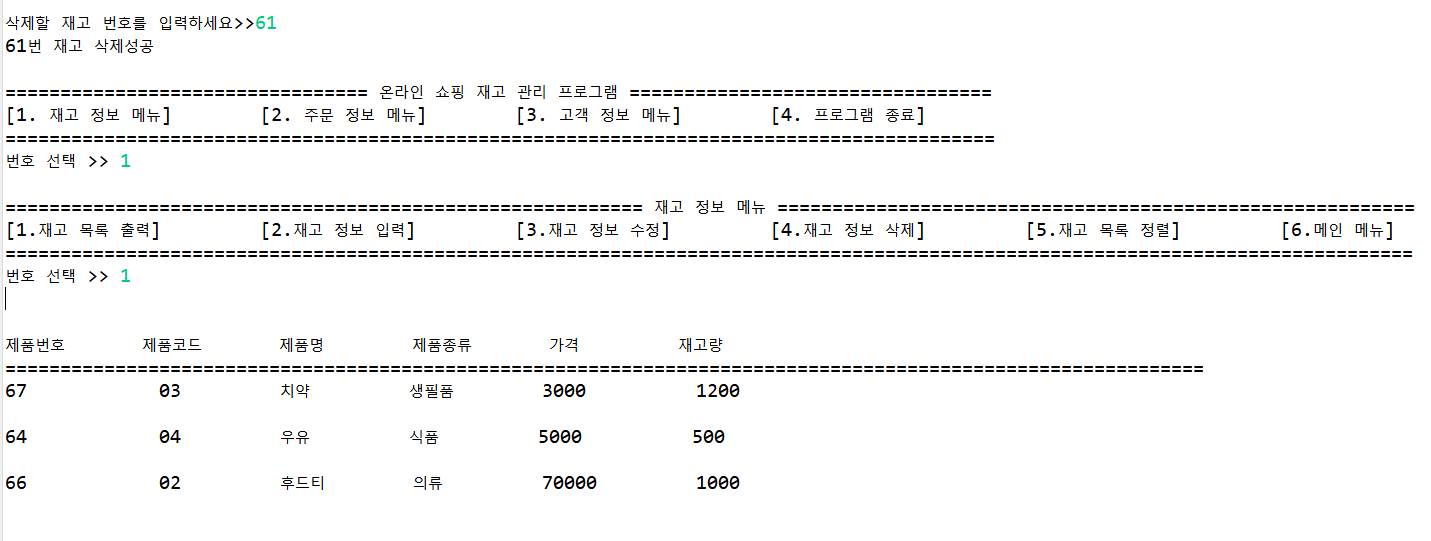 삭제할 재고 번호를 입력하세요>>61
61번 재고 삭제성공
================================= 온라인 쇼핑 재고 관리 프로그램 =================================
[1. 재고 정보 메뉴] [2. 주문 정보 메뉴] [3. 고객 정보 메뉴] [4. 프로그램 종료]
==========================================================================================
번호 선택 >> 1
========================================================== 재고 정보 메뉴 ==========================================================
[1.재고 목록 출력] [2.재고 정보 입력] [3.재고 정보 수정] [4.재고 정보 삭제] [5.재고 목록 정렬] [6.메인 메뉴]
================================================================================================================================
번호 선택 >> 1
제품번호 제품코드 제품명 제품종류 가격 재고량
=============================================================================================================
67 03 치약 생필품 3000 1200
64 04 우유 식품 5000 500
66 02 후드티 의류 70000 1000